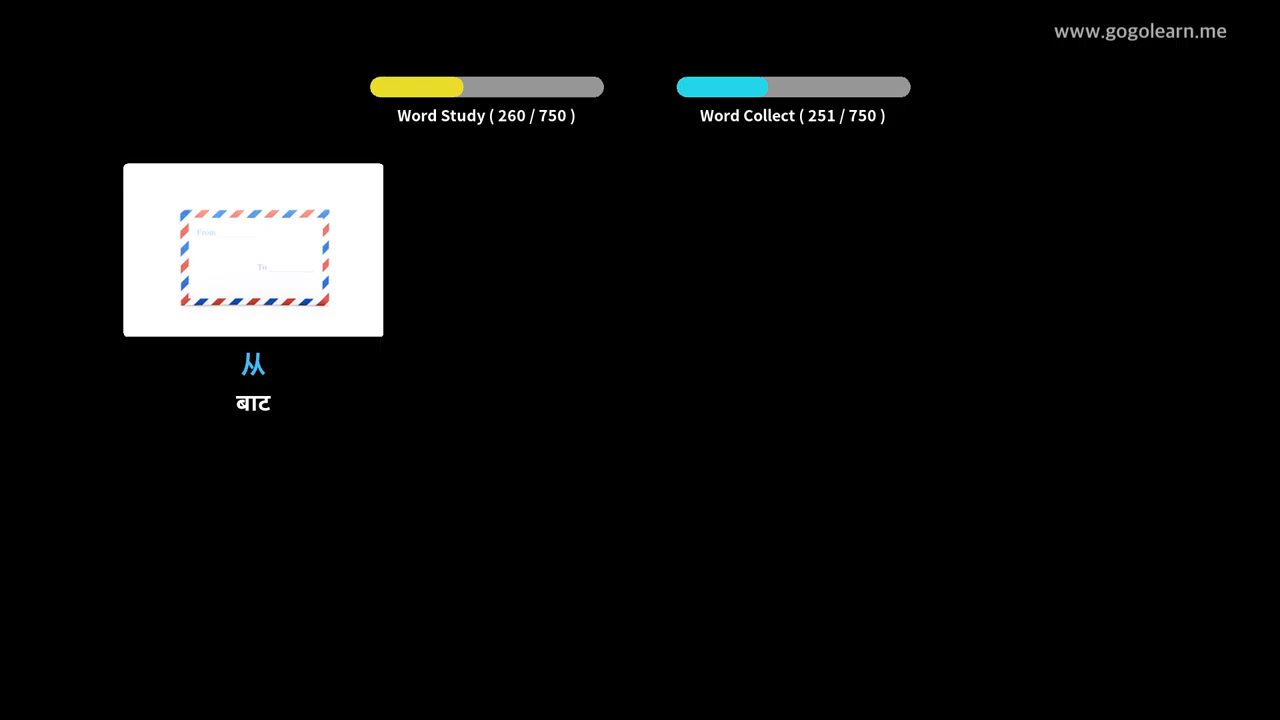 www.gogolearn.me
Word Study ( 260 / 750 )
Word Collect ( 251 / 750 )
From
To
从
बाट